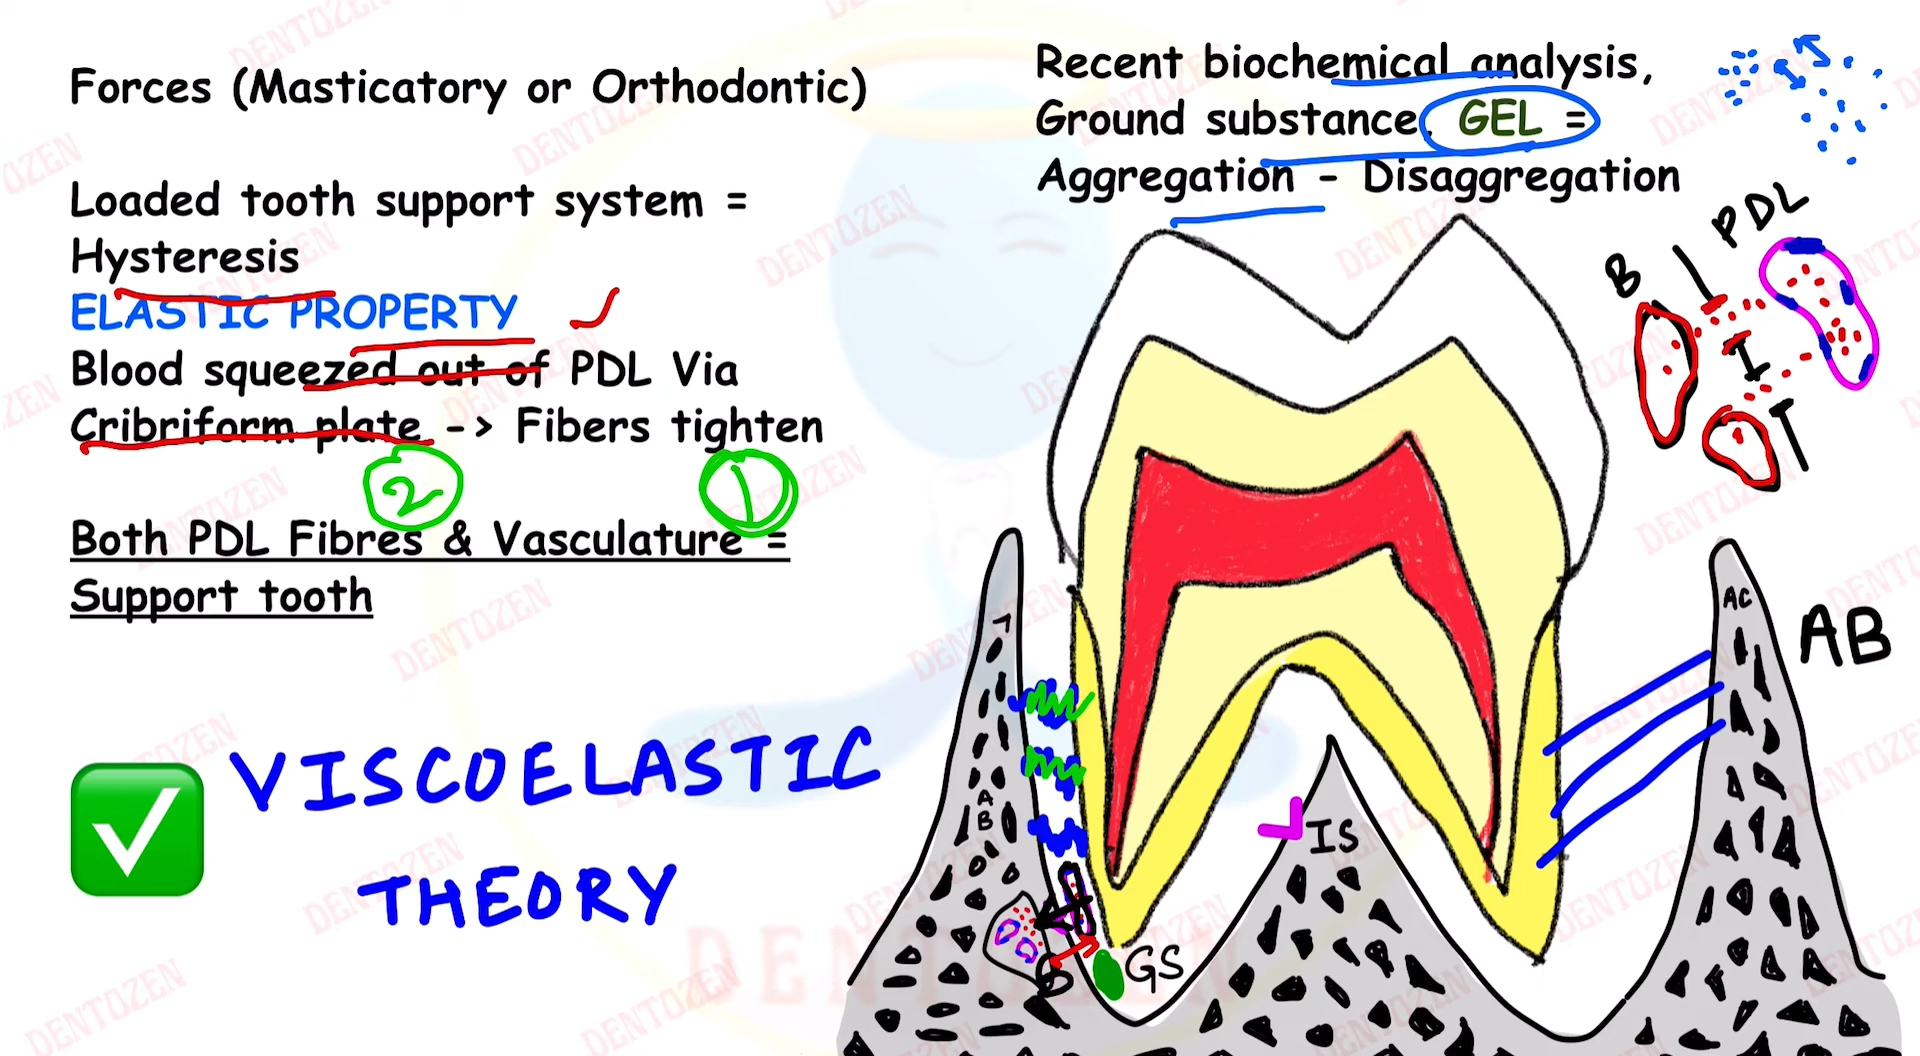 Forces (Masticatory or Orthodontic)
Loaded tooth support system =
Hysteresis
ELASTIC PROPERTY
Blood squeezed out of PDL Via
Cribriform plate -> Fibers tighten
2
1
Both PDL Fibres & Vasculature =
Support tooth
VISCOELASTIC
THEORY
Recent biochemical analysis,
Ground substance, GEL =
Aggregation - Disaggregation
PDL
B
I
T
AC
AB
A
B
IS
GS
DENTOZEN